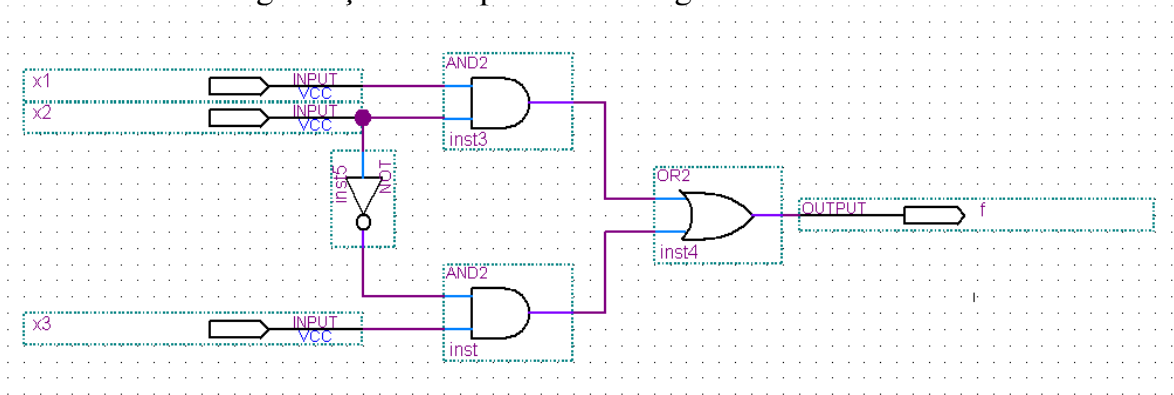 AND2
x1 INPUT
VCC
x2 INPUT
VCC
inst3
inst5
NOT
OR2
OUTPUT f
inst4
AND2
x3 INPUT
VCC
inst